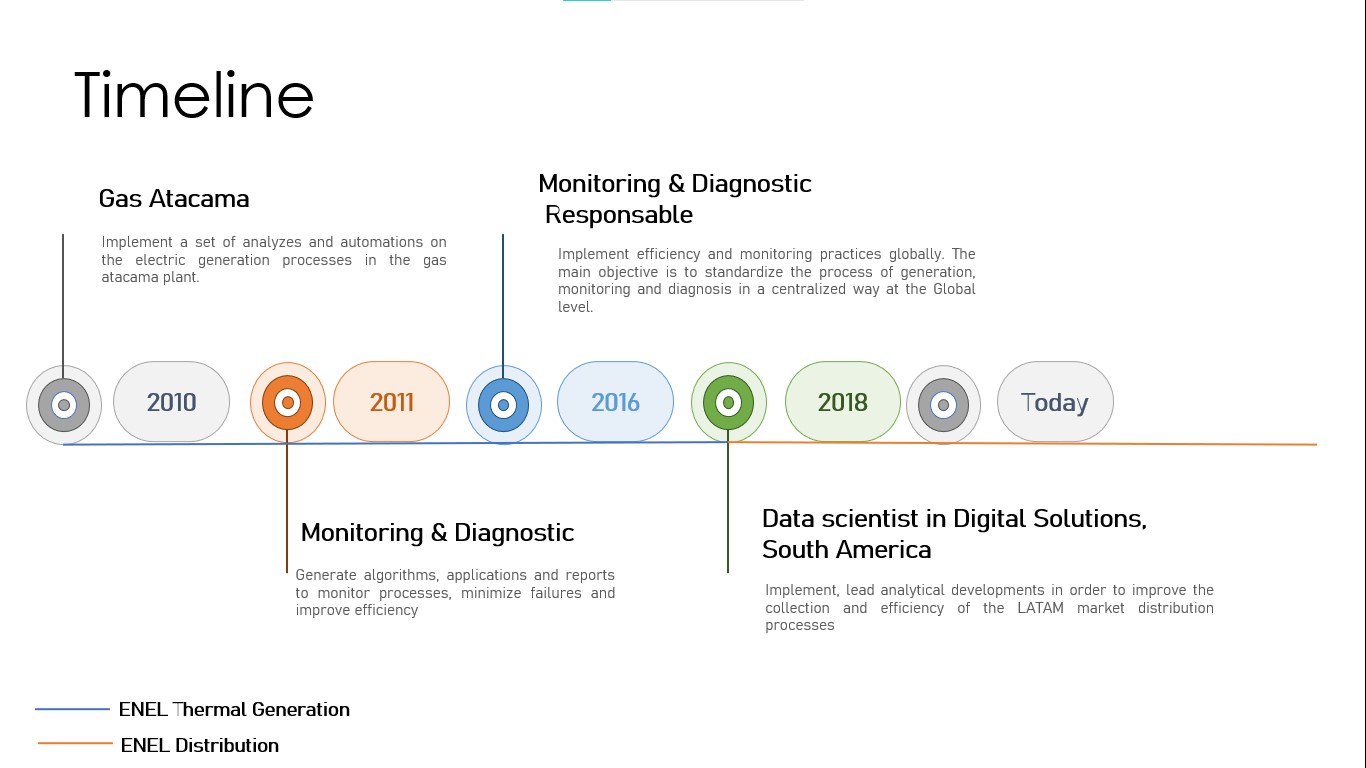 Timeline
Gas Atacama
Implement a set of analyzes and automations on
the electric generation processes in the gas
atacama plant.
Monitoring & Diagnostic
Responsable
Implement efficiency and monitoring practices globally. The
main objective is to standardize the process of generation,
monitoring and diagnosis in a centralized way at the Global
level.
2010
2011
2016
2018
Today
Monitoring & Diagnostic
Generate algorithms, applications and reports
to monitor processes, minimize failures and
improve efficiency
Data scientist in Digital Solutions,
South America
Implement, lead analytical developments in order to improve the
collection and efficiency of the LATAM market distribution
processes
ENEL Thermal Generation
ENEL Distribution